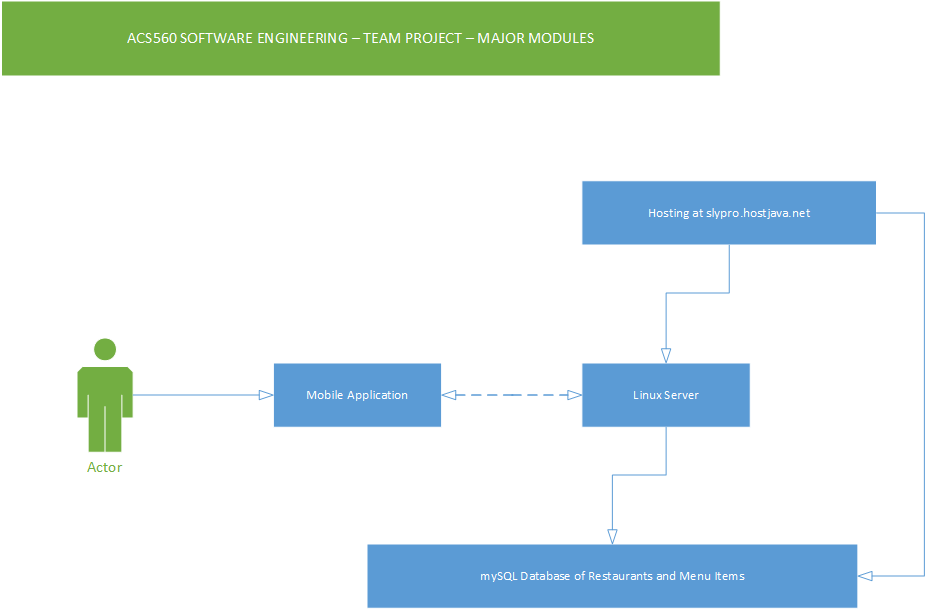 ACS560 SOFTWARE ENGINEERING – TEAM PROJECT – MAJOR MODULES
Hosting at slypro.hostjava.net
Mobile Application
Linux Server
Actor
mySQL Database of Restaurants and Menu Items